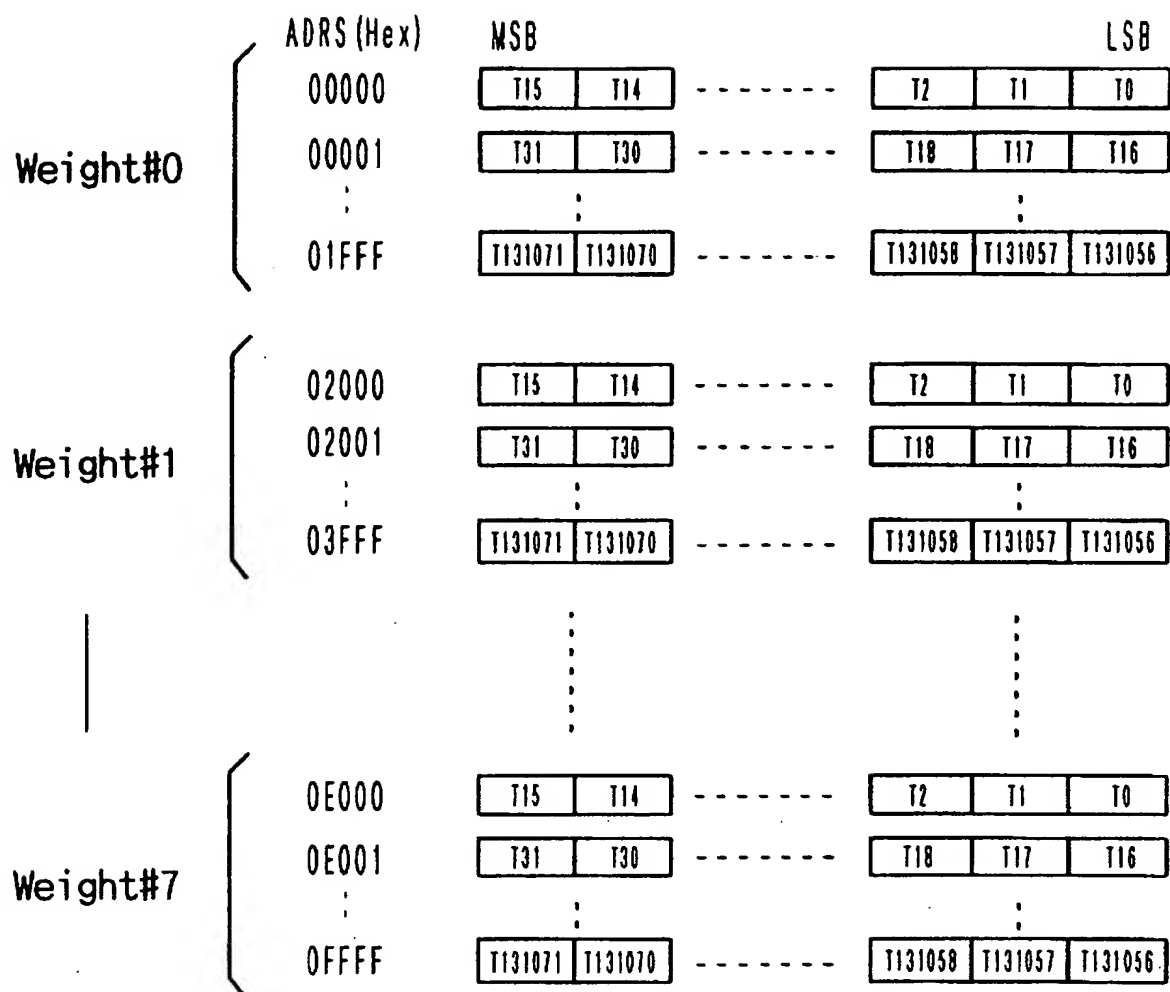 ADRS(Hex) MSB LSB
00000 T15 T14 T2 T1 T0
Weight#0 00001 T31 T30 T18 T17 T16
01FFF T131071 T131070 T131058 T131057 T131056
02000 T15 T14 T2 T1 T0
Weight#1 02001 T31 T30 T18 T17 T16
03FFF T131071 T131070 T131058 T131057 T131056
0E000 T15 T14 T2 T1 T0
Weight#7 0E001 T31 T30 T18 T17 T16
0FFFF T131071 T131070 T131058 T131057 T131056